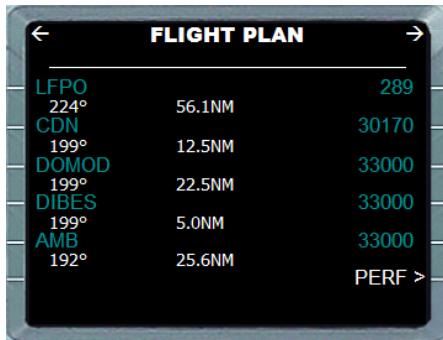 ← FLIGHT PLAN →
LFPO 289
224° 56.1NM
CDN 30170
199° 12.5NM
DOMOD 33000
199° 22.5NM
DIBES 33000
199° 5.0NM
AMB 33000
192° 25.6NM
PERF >